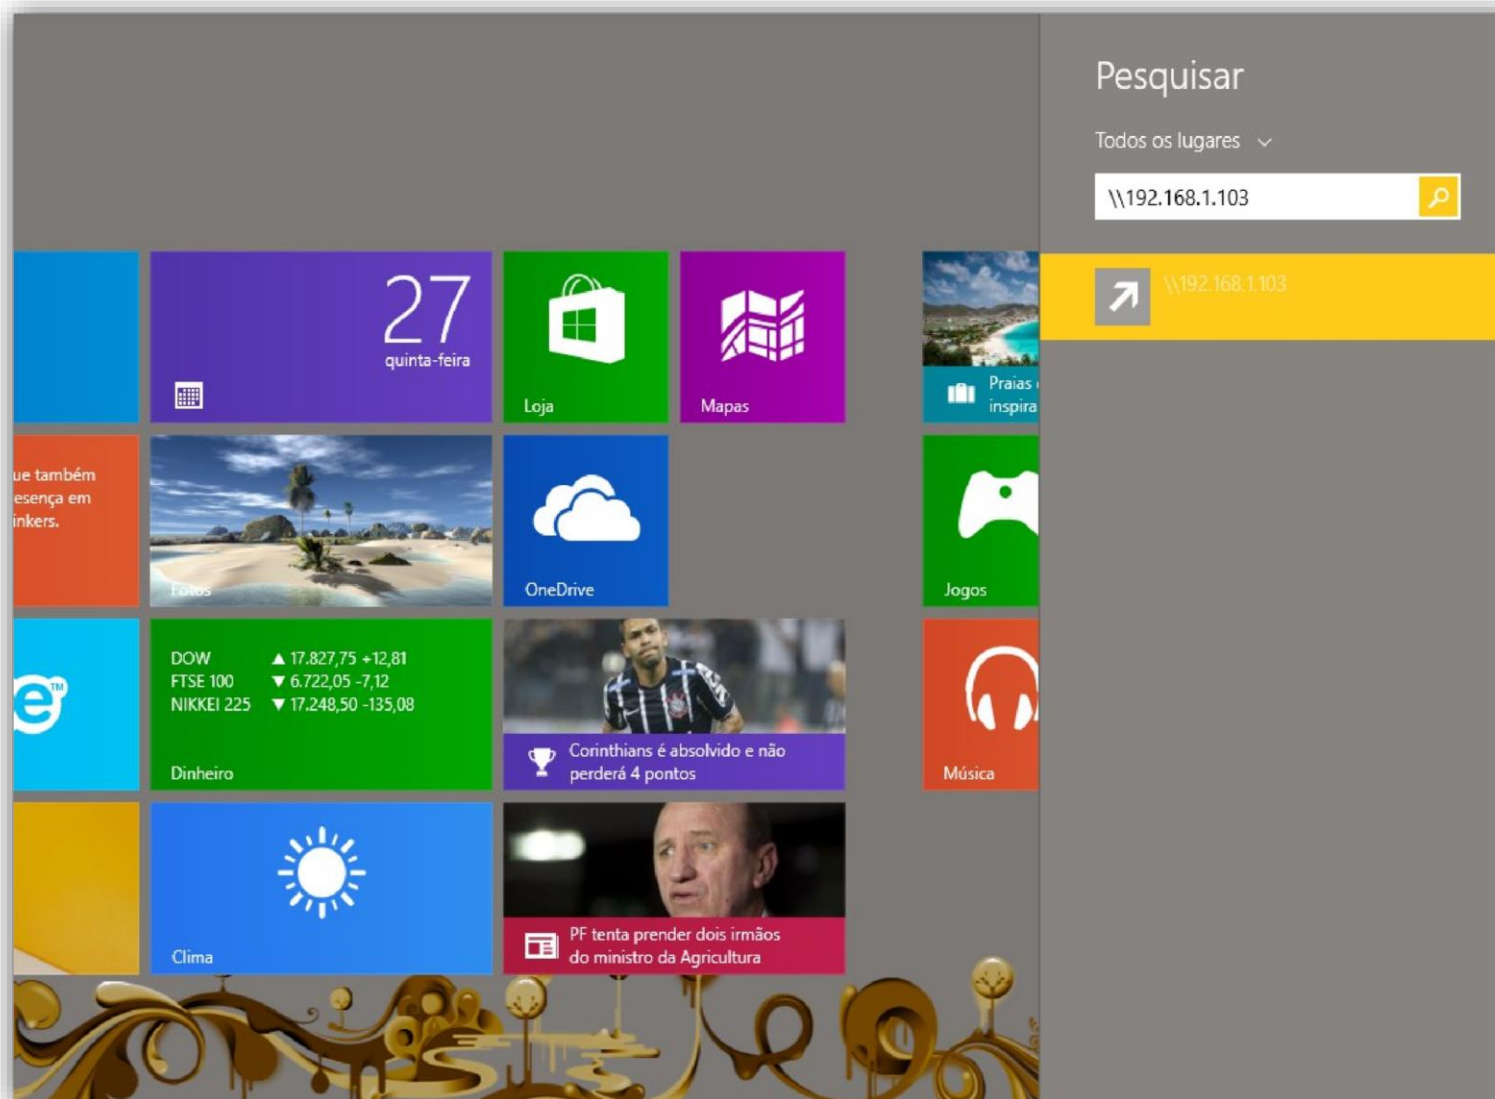 Pesquisar
Todos os lugares
\\192.168.1.103
\\192.168.1.103
27
quinta-feira
Loja
Mapas
Praias
inspira
ue também
esença em
inkers.
Fotos
OneDrive
Jogos
DOW ▲ 17.827,75 +12,81
FTSE 100 ▼ 6.722,05 -7,12
NIKKEI 225 ▼ 17.248,50 -135,08
Dinheiro
e™
Corinthians é absolvido e não
perderá 4 pontos
Música
Clima
PF tenta prender dois irmãos
do ministro da Agricultura